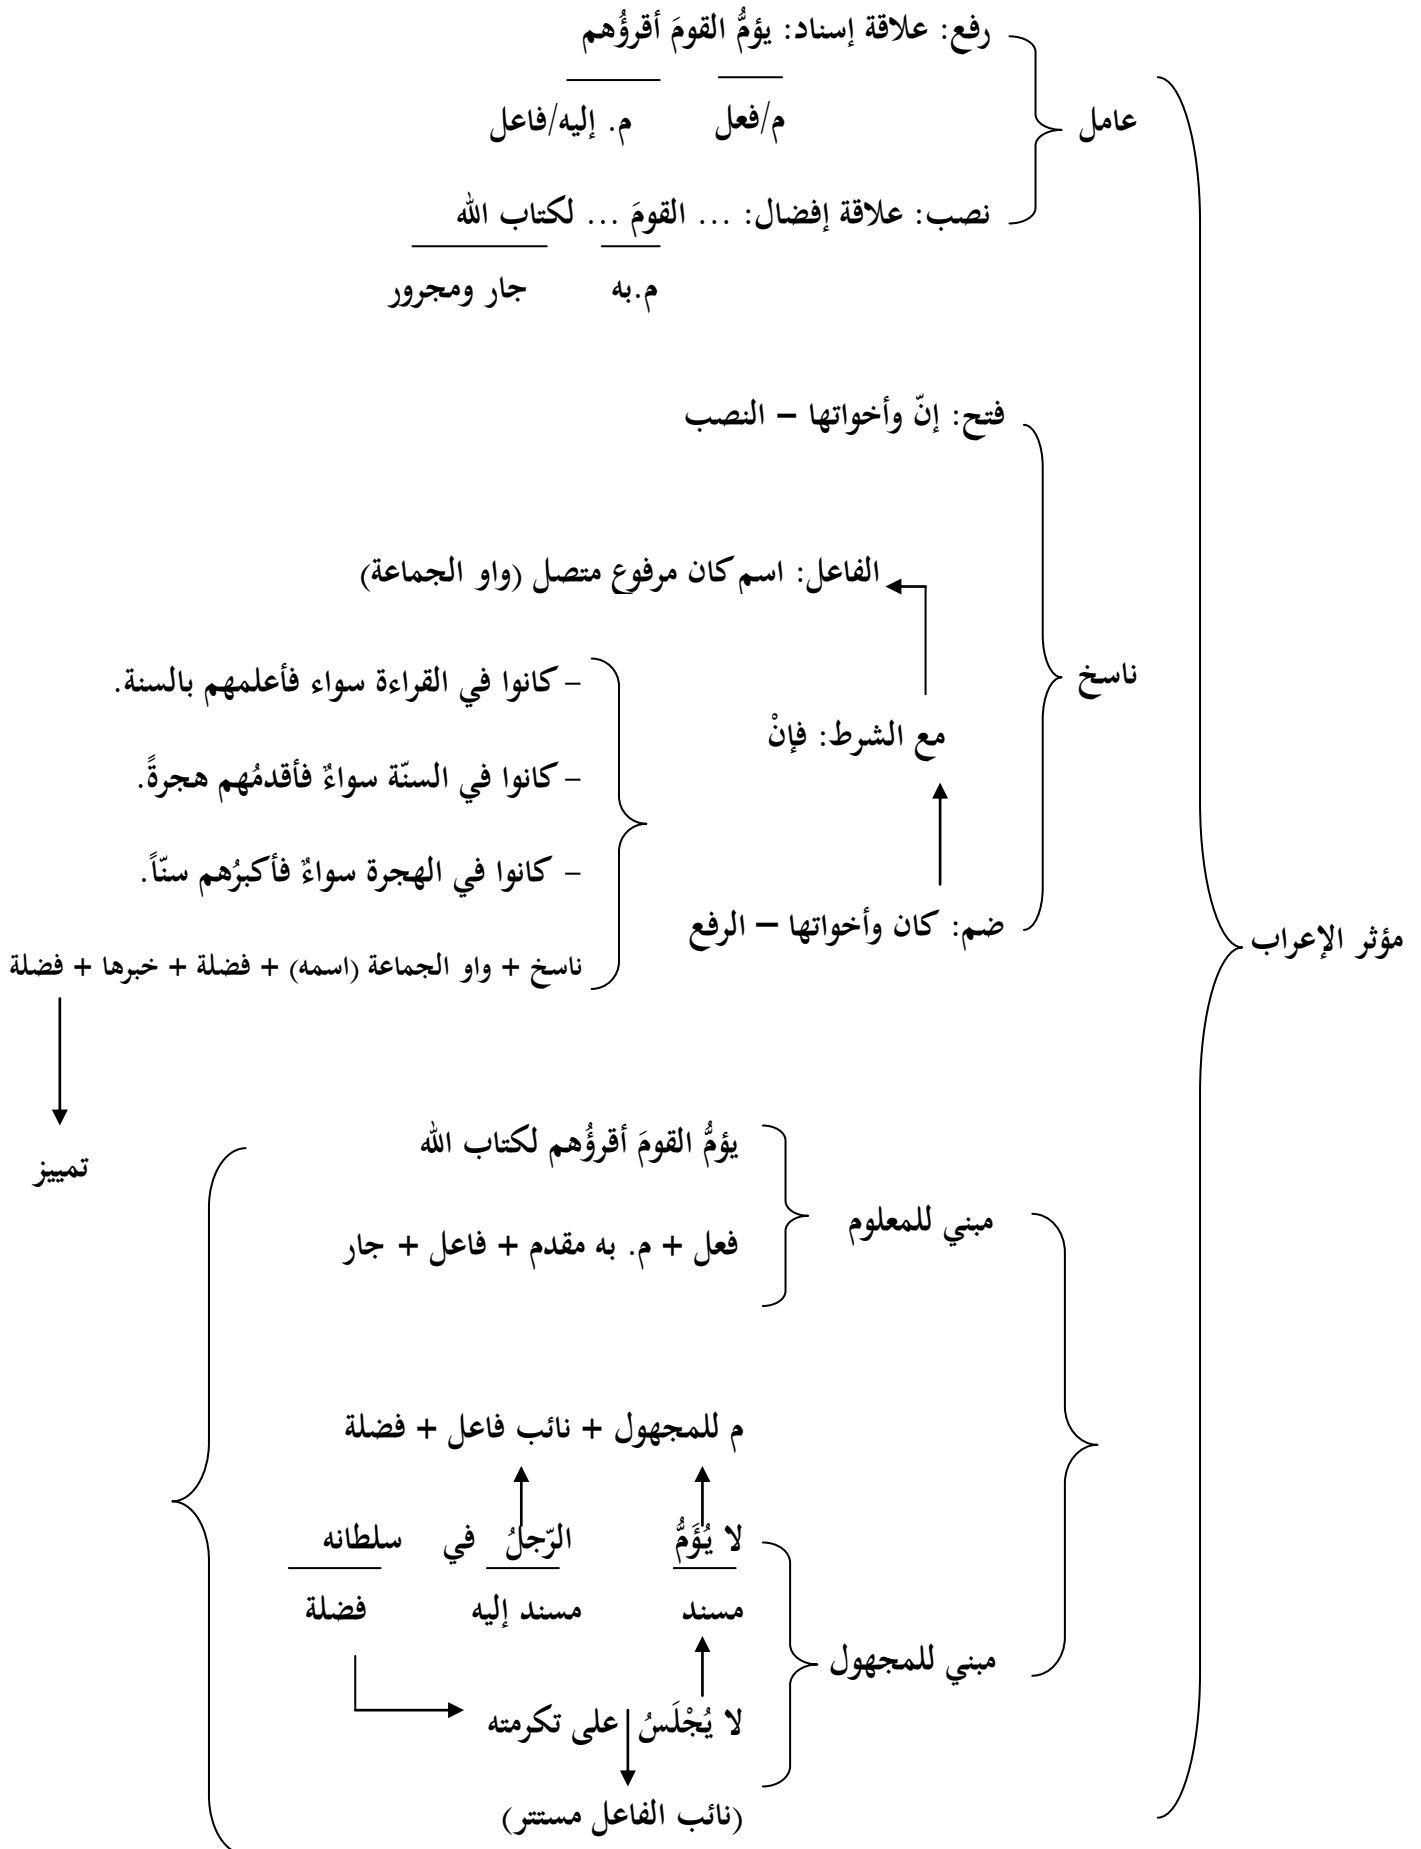 رفع: علاقة إسناد: يؤمُّ القومَ أقرؤُهم
م/فعل م. إليه/فاعل
عامل
نصب: علاقة إفضال: ... القومَ ... لكتاب الله
م.به جار ومجرور
فتح: إنّ وأخواتها – النصب
الفاعل: اسم كان مرفوع متصل (واو الجماعة)
ناسخ
– كانوا في القراءة سواء فأعلمهم بالسنة.
مع الشرط: فإنْ
– كانوا في السنّة سواءٌ فأقدمُهم هجرةً.
– كانوا في الهجرة سواءٌ فأكبرُهم سنّاً.
ضم: كان وأخواتها – الرفع
مؤثر الإعراب
ناسخ + واو الجماعة (اسمه) + فضلة + خبرها + فضلة
تمييز
يؤمُّ القومَ أقرؤُهم لكتاب الله
مبني للمعلوم
فعل + م. به مقدم + فاعل + جار
م للمجهول + نائب فاعل + فضلة
لا يُؤَمُّ الرّجلُ في سلطانه
مسند مسند إليه فضلة
مبني للمجهول
لا يُجْلَسُ على تكرمته
(نائب الفاعل مستتر)